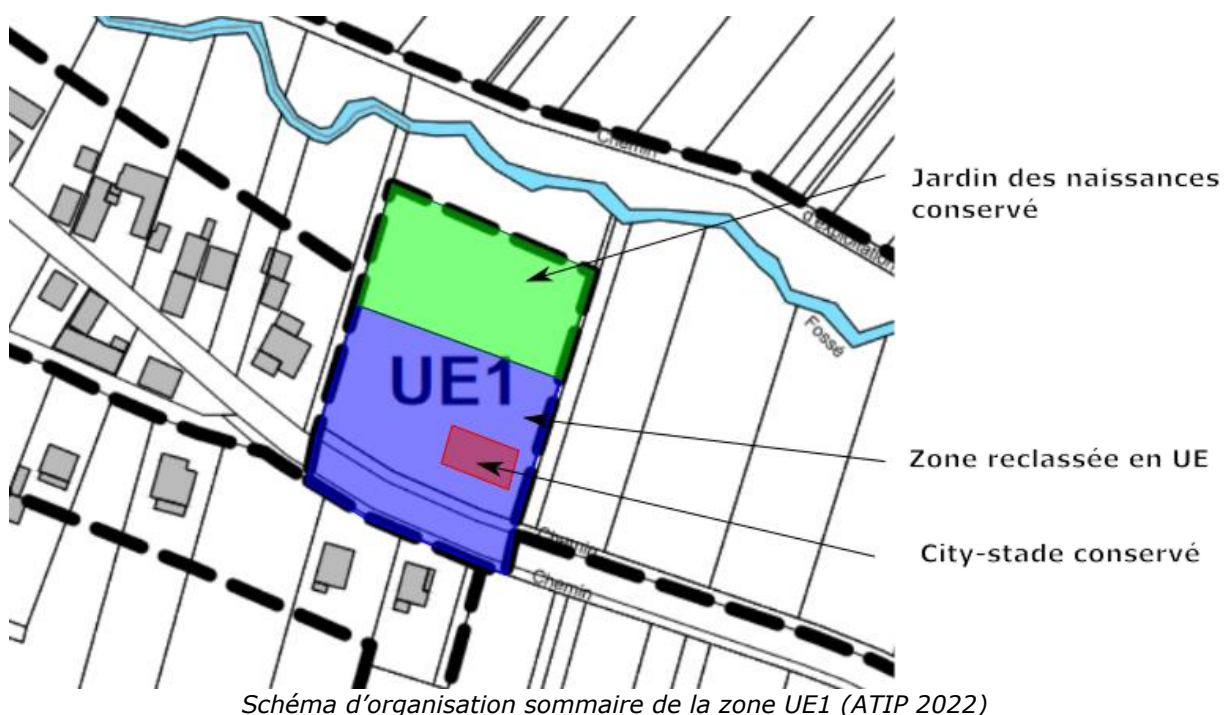 Chemin
d'exploitation
Jardin des naissances
conservé
Fossé
UE1
Zone reclassée en UE
Chemin
City-stade conservé
Chemin
Schéma d'organisation sommaire de la zone UE1 (ATIP 2022)